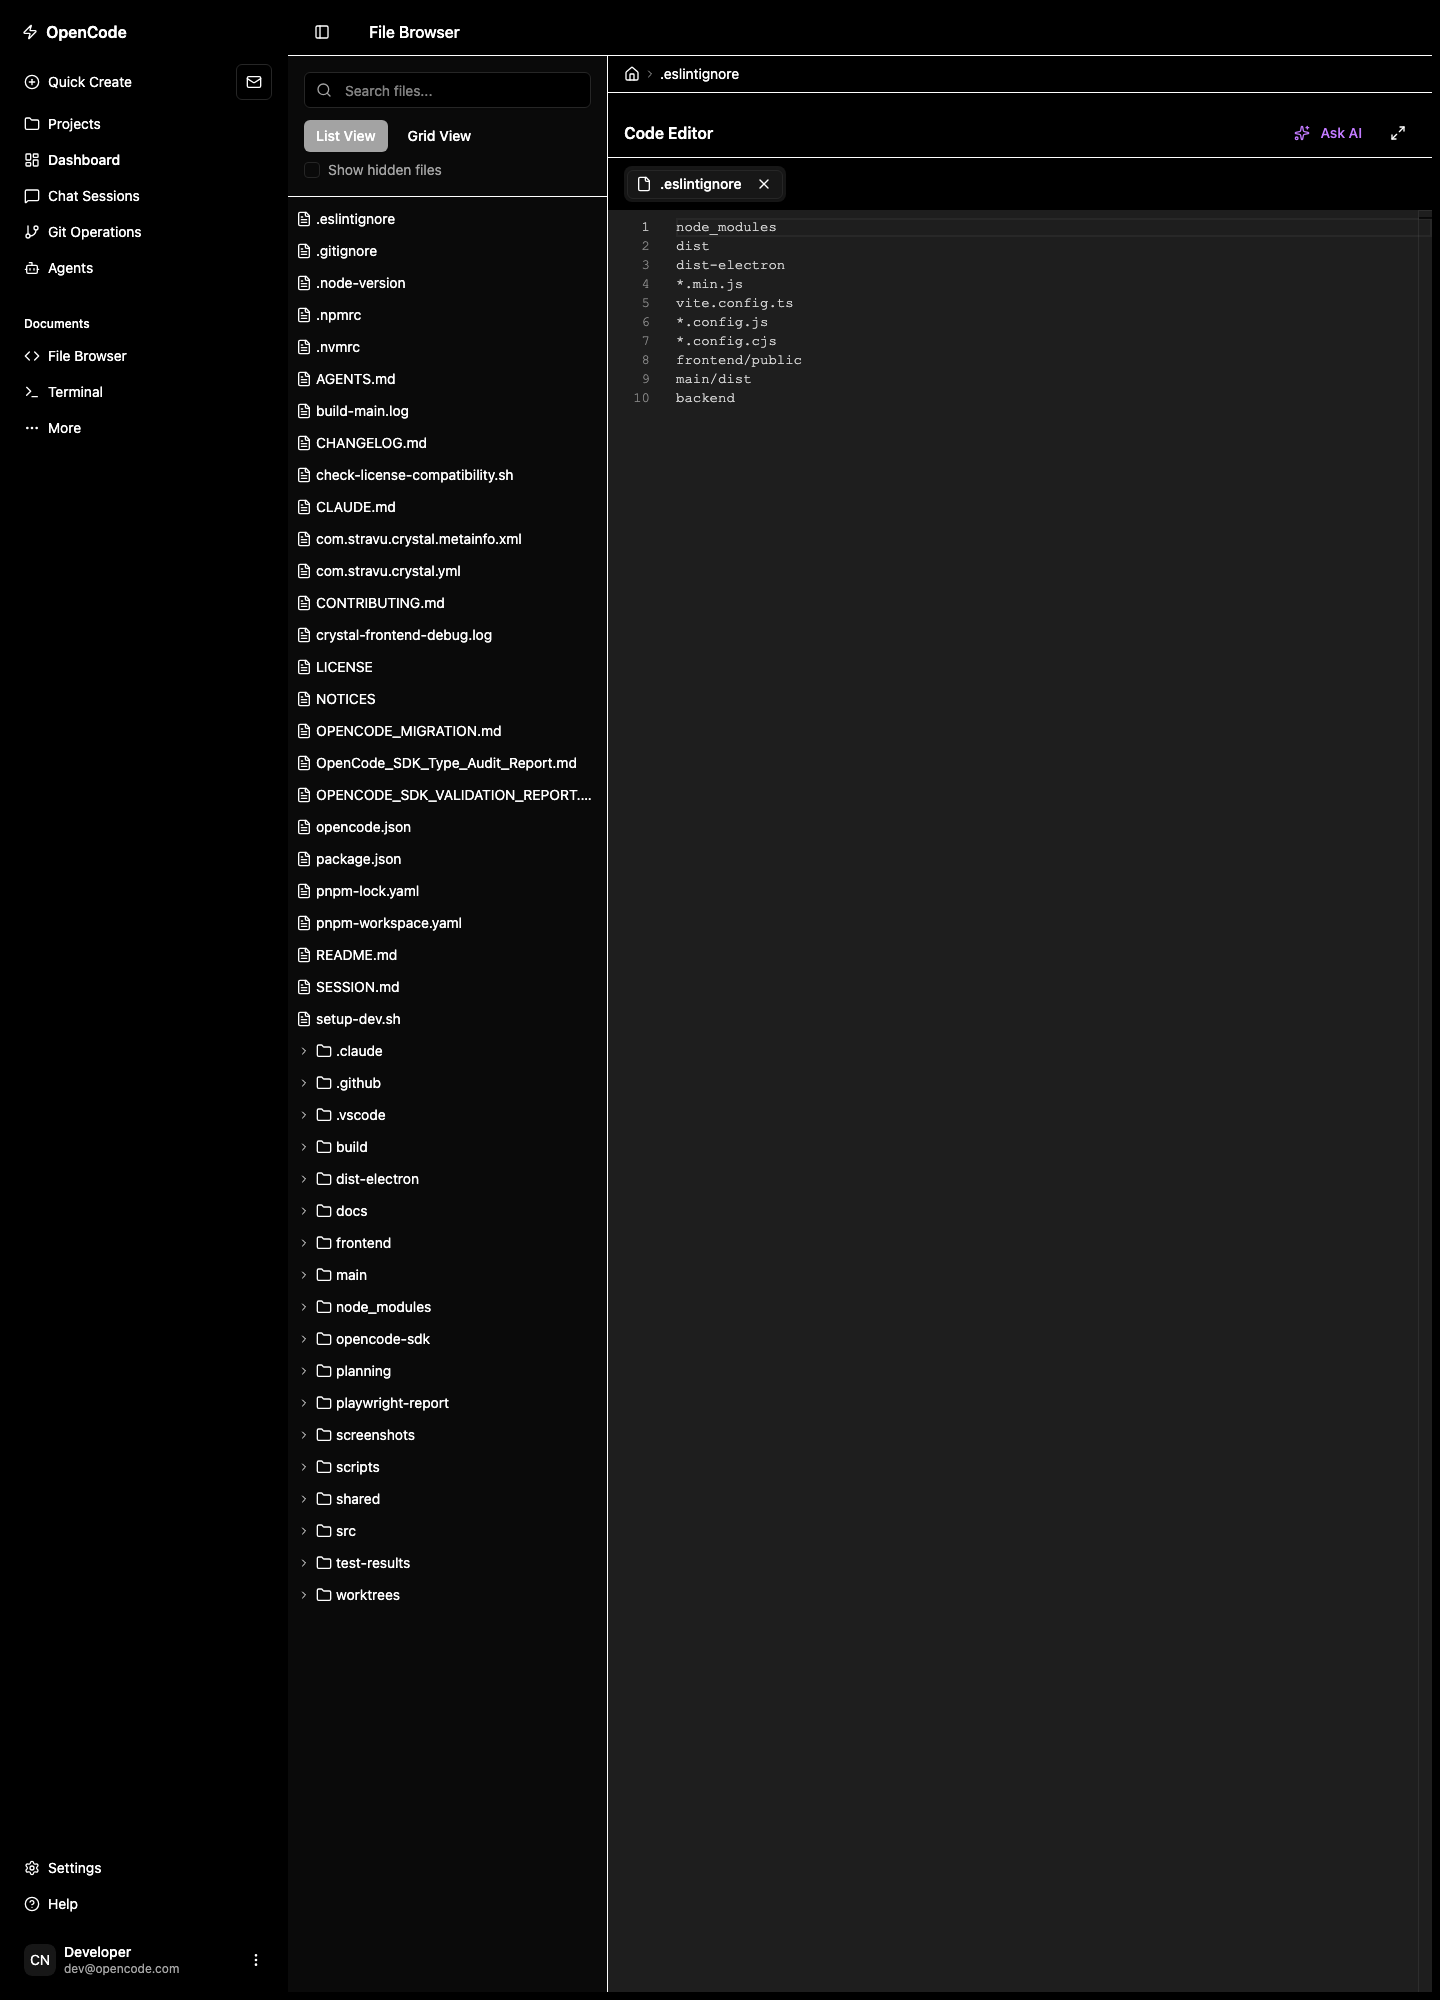 OpenCode
Quick Create
Projects
Dashboard
Chat Sessions
Git Operations
Agents
Documents
File Browser
Terminal
More
Settings
Help
CN
Developer
dev@opencode.com
File Browser
Search files...
List View
Grid View
Show hidden files
.eslintignore
.gitignore
.node-version
.npmrc
.nvmrc
AGENTS.md
build-main.log
CHANGELOG.md
check-license-compatibility.sh
CLAUDE.md
com.stravu.crystal.metainfo.xml
com.stravu.crystal.yml
CONTRIBUTING.md
crystal-frontend-debug.log
LICENSE
NOTICES
OPENCODE_MIGRATION.md
OpenCode_SDK_Type_Audit_Report.md
OPENCODE_SDK_VALIDATION_REPORT....
opencode.json
package.json
pnpm-lock.yaml
pnpm-workspace.yaml
README.md
SESSION.md
setup-dev.sh
.claude
.github
.vscode
build
dist-electron
docs
frontend
main
node_modules
opencode-sdk
planning
playwright-report
screenshots
scripts
shared
src
test-results
worktrees
.eslintignore
Code Editor
Ask AI
.eslintignore
1 node_modules
2 dist
3 dist-electron
4 *.min.js
5 vite.config.ts
6 *.config.js
7 *.config.cjs
8 frontend/public
9 main/dist
10 backend